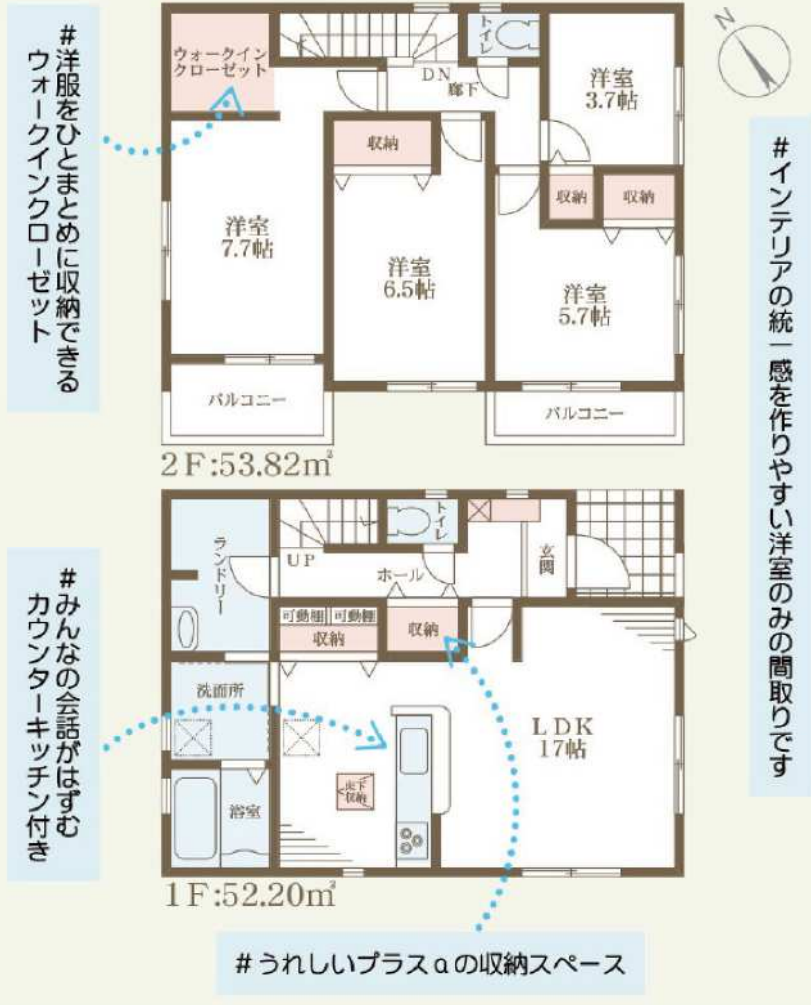 #洋服をひとまとめに収納できる
ウォークインクローゼット
ウォークイン
クローゼット
DN
廊下
トイレ
洋室
3.7帖
N
収納
収納
収納
洋室
7.7帖
洋室
6.5帖
洋室
5.7帖
バルコニー
バルコニー
2F:53.82㎡
#インテリアの統一感を作りやすい洋室のみの間取りです
#みんなの会話がはずむ
カウンターキッチン付き
ランドリー
UP
トイレ
ホール
玄関
可動棚
可動棚
収納
収納
洗面所
LDK
17帖
床下
収納
浴室
1F:52.20㎡
#うれしいプラスαの収納スペース